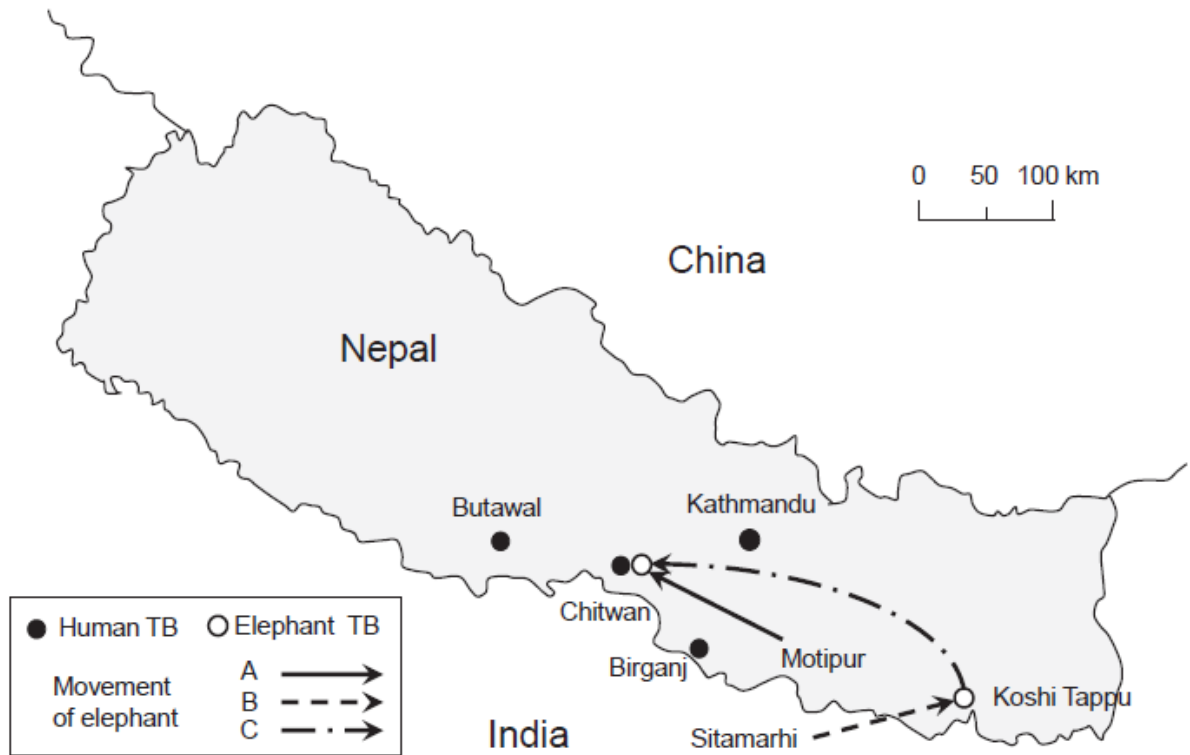 0 50 100 km
China
Nepal
Butawal
Kathmandu
Chitwan
Birganj
Motipur
Koshi Tappu
Sitamarhi
India
Human TB
Elephant TB
Movement
of elephant
A
B
C